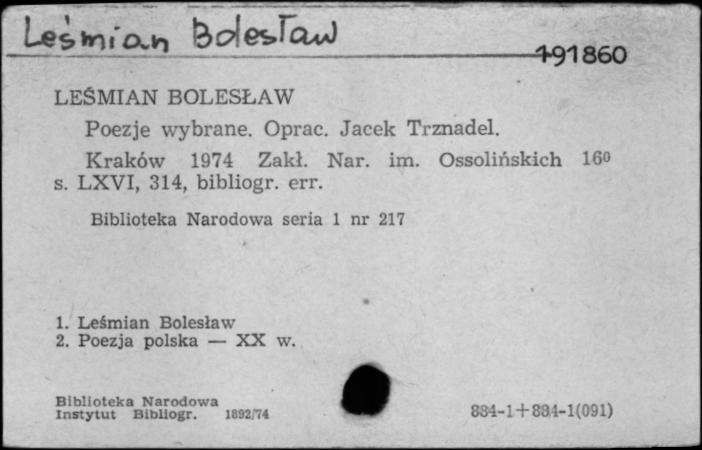 Leśmian Bolesław
191860
LEŚMIAN BOLESŁAW
Poezje wybrane. Oprac. Jacek Trznadel.
Kraków 1974 Zakł. Nar. im. Ossolińskich 16⁰
s. LXVI, 314, bibliogr. err.
Biblioteka Narodowa seria 1 nr 217
1. Leśmian Bolesław
2. Poezja polska — XX w.
Biblioteka Narodowa
Instytut Bibliogr. 1892/74
884-1+884-1(091)